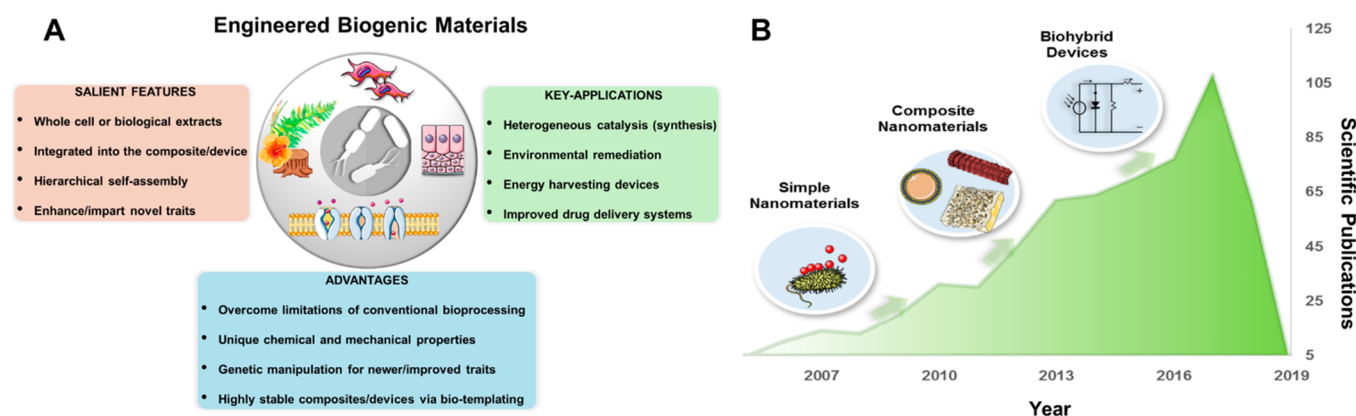 A
Engineered Biogenic Materials
SALIENT FEATURES
• Whole cell or biological extracts
• Integrated into the composite/device
• Hierarchical self-assembly
• Enhance/impart novel traits
KEY-APPLICATIONS
• Heterogeneous catalysis (synthesis)
• Environmental remediation
• Energy harvesting devices
• Improved drug delivery systems
ADVANTAGES
• Overcome limitations of conventional bioprocessing
• Unique chemical and mechanical properties
• Genetic manipulation for newer/improved traits
• Highly stable composites/devices via bio-templating
B
Simple
Nanomaterials
Composite
Nanomaterials
Biohybrid
Devices
+
−
125
105
85
65
45
25
5
Scientific Publications
2007
2010
2013
2016
2019
Year